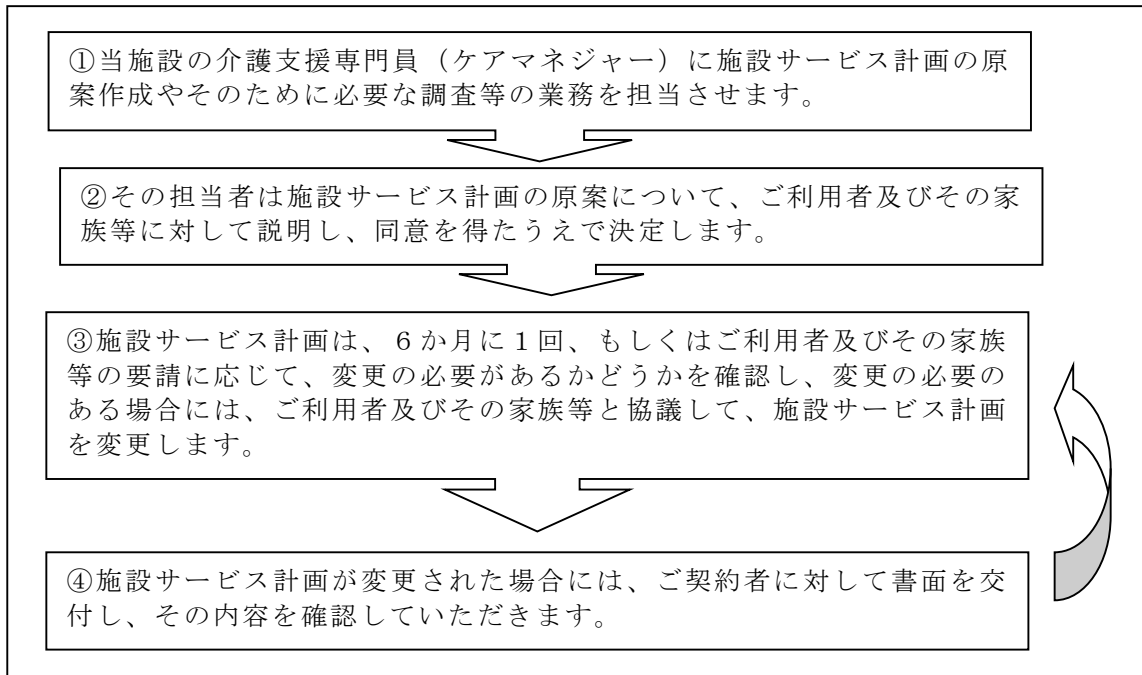 ①当施設の介護支援専門員（ケアマネジャー）に施設サービス計画の原
案作成やそのために必要な調査等の業務を担当させます。
②その担当者は施設サービス計画の原案について、ご利用者及びその家
族等に対して説明し、同意を得たうえで決定します。
③施設サービス計画は、６か月に１回、もしくはご利用者及びその家族
等の要請に応じて、変更の必要があるかどうかを確認し、変更の必要の
ある場合には、ご利用者及びその家族等と協議して、施設サービス計画
を変更します。
④施設サービス計画が変更された場合には、ご契約者に対して書面を交
付し、その内容を確認していただきます。